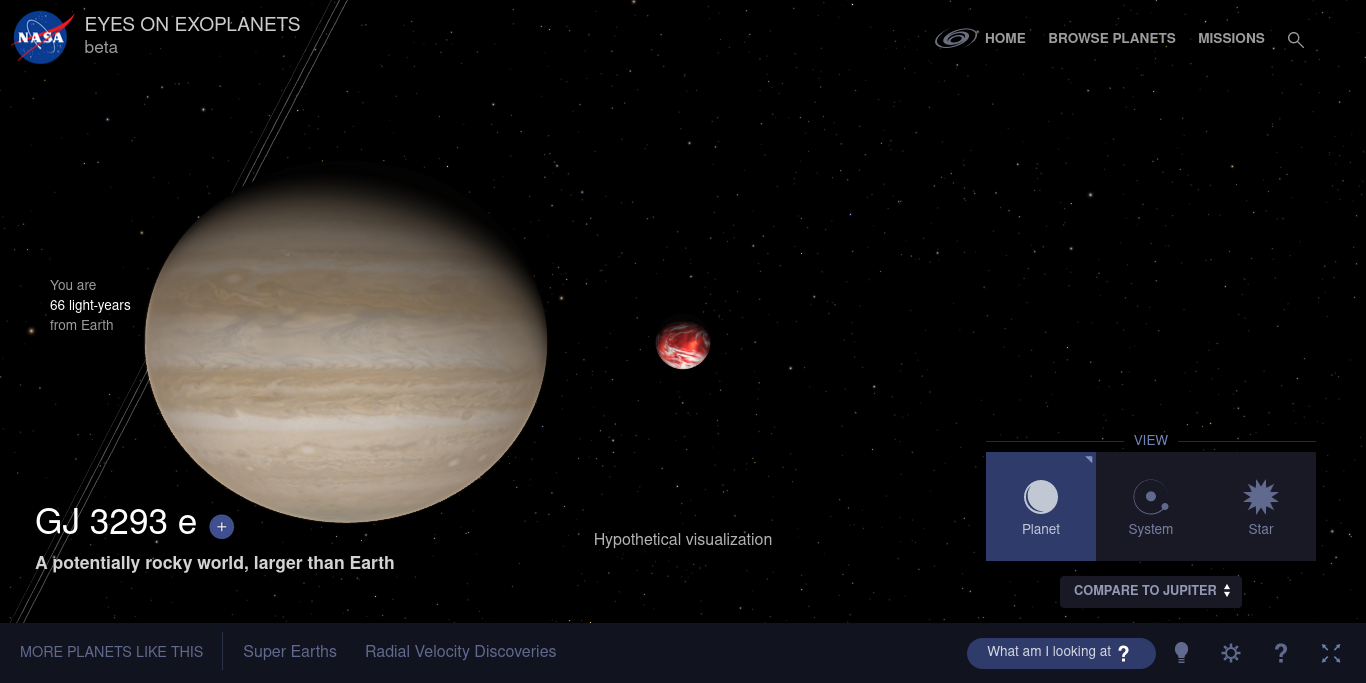 NASA
EYES ON EXOPLANETS
beta
HOME
BROWSE PLANETS
MISSIONS
You are
66 light-years
from Earth
GJ 3293 e +
A potentially rocky world, larger than Earth
Hypothetical visualization
VIEW
Planet
System
Star
COMPARE TO JUPITER
MORE PLANETS LIKE THIS
Super Earths
Radial Velocity Discoveries
What am I looking at ?
?